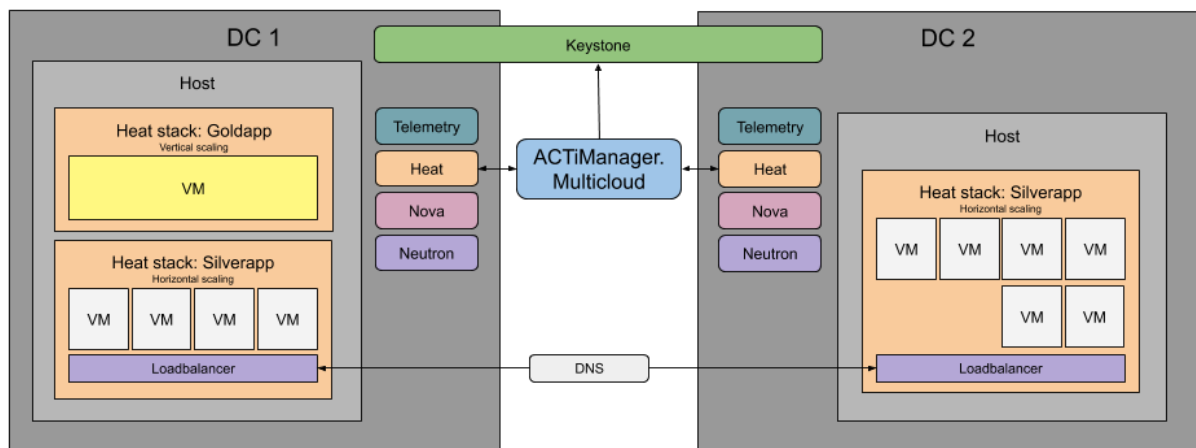 DC 1
DC 2
Keystone
Host
Heat stack: Goldapp
Vertical scaling
VM
Heat stack: Silverapp
Horizontal scaling
VM
VM
VM
VM
Loadbalancer
Telemetry
Heat
Nova
Neutron
ACTiManager.
Multicloud
DNS
Telemetry
Heat
Nova
Neutron
Host
Heat stack: Silverapp
Horizontal scaling
VM
VM
VM
VM
VM
VM
Loadbalancer